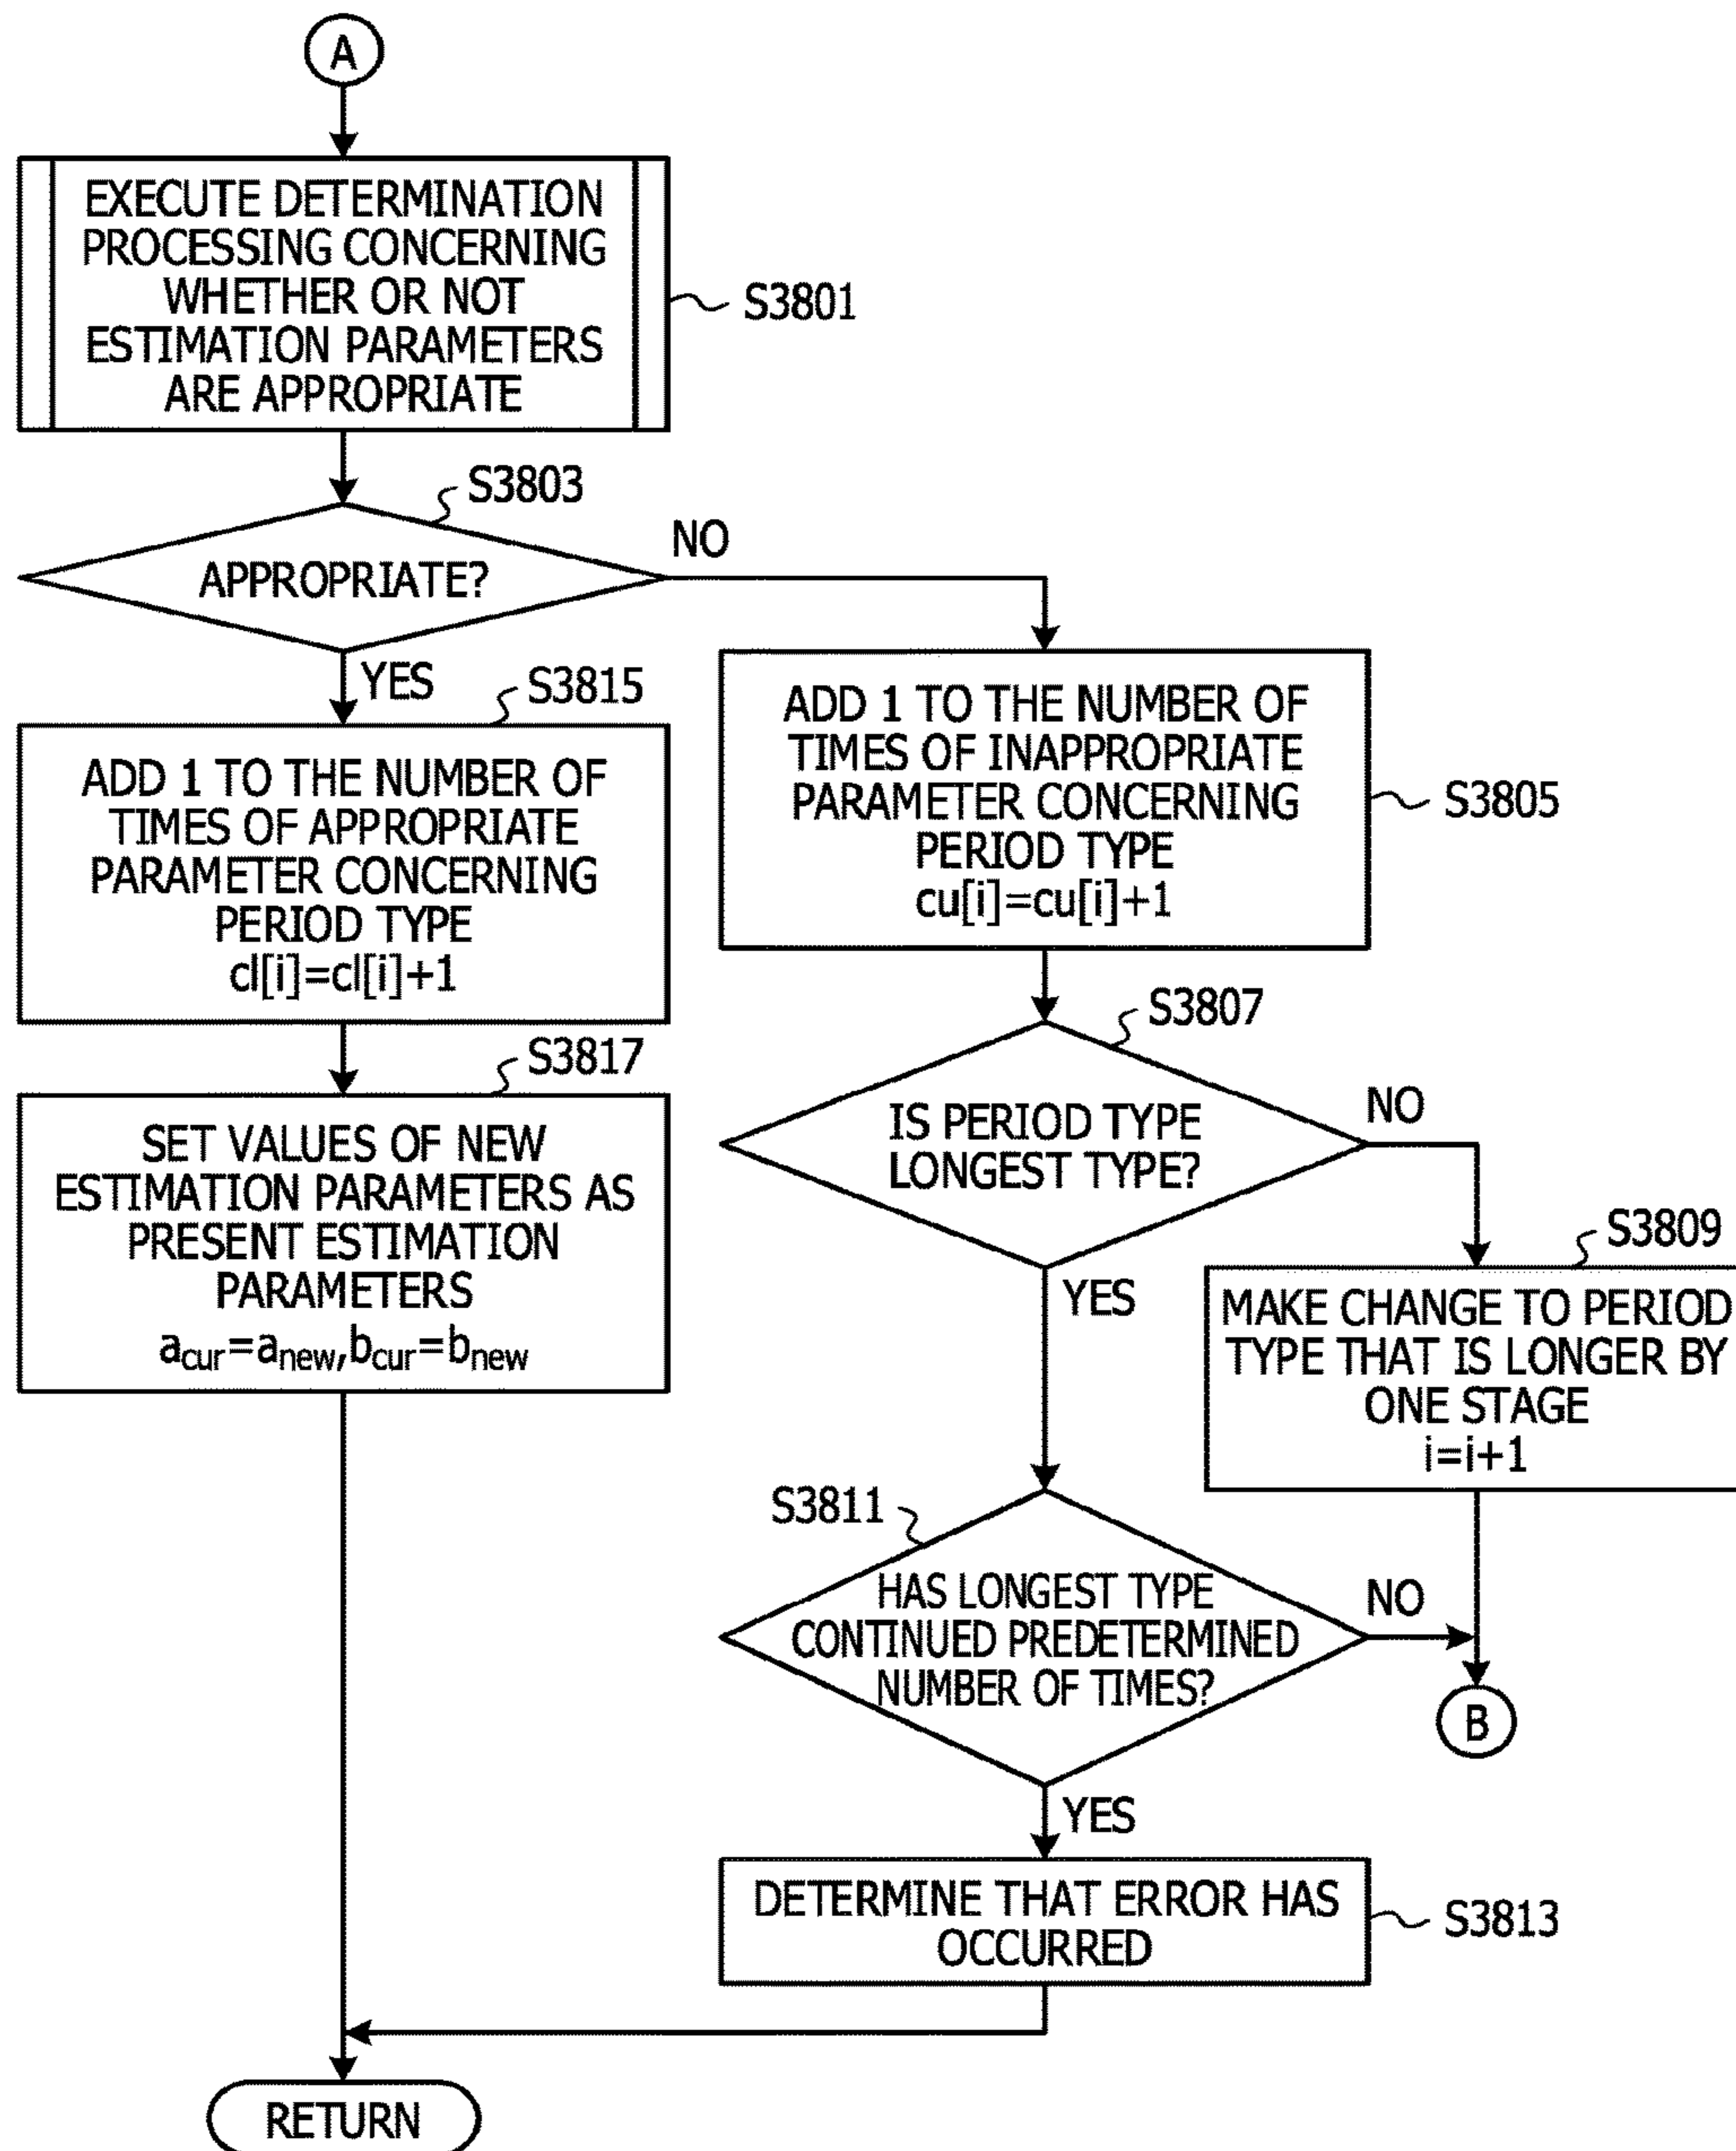 A
EXECUTE DETERMINATION
PROCESSING CONCERNING
WHETHER OR NOT
ESTIMATION PARAMETERS
ARE APPROPRIATE
S3801
S3803
APPROPRIATE?
NO
YES
S3815
ADD 1 TO THE NUMBER OF
TIMES OF APPROPRIATE
PARAMETER CONCERNING
PERIOD TYPE
cl[i]=cl[i]+1
S3817
SET VALUES OF NEW
ESTIMATION PARAMETERS AS
PRESENT ESTIMATION
PARAMETERS
acur=anew,bcur=bnew
ADD 1 TO THE NUMBER OF
TIMES OF INAPPROPRIATE
PARAMETER CONCERNING
PERIOD TYPE
cu[i]=cu[i]+1
S3805
S3807
IS PERIOD TYPE
LONGEST TYPE?
NO
YES
S3809
MAKE CHANGE TO PERIOD
TYPE THAT IS LONGER BY
ONE STAGE
i=i+1
S3811
HAS LONGEST TYPE
CONTINUED PREDETERMINED
NUMBER OF TIMES?
NO
B
YES
DETERMINE THAT ERROR HAS
OCCURRED
S3813
RETURN